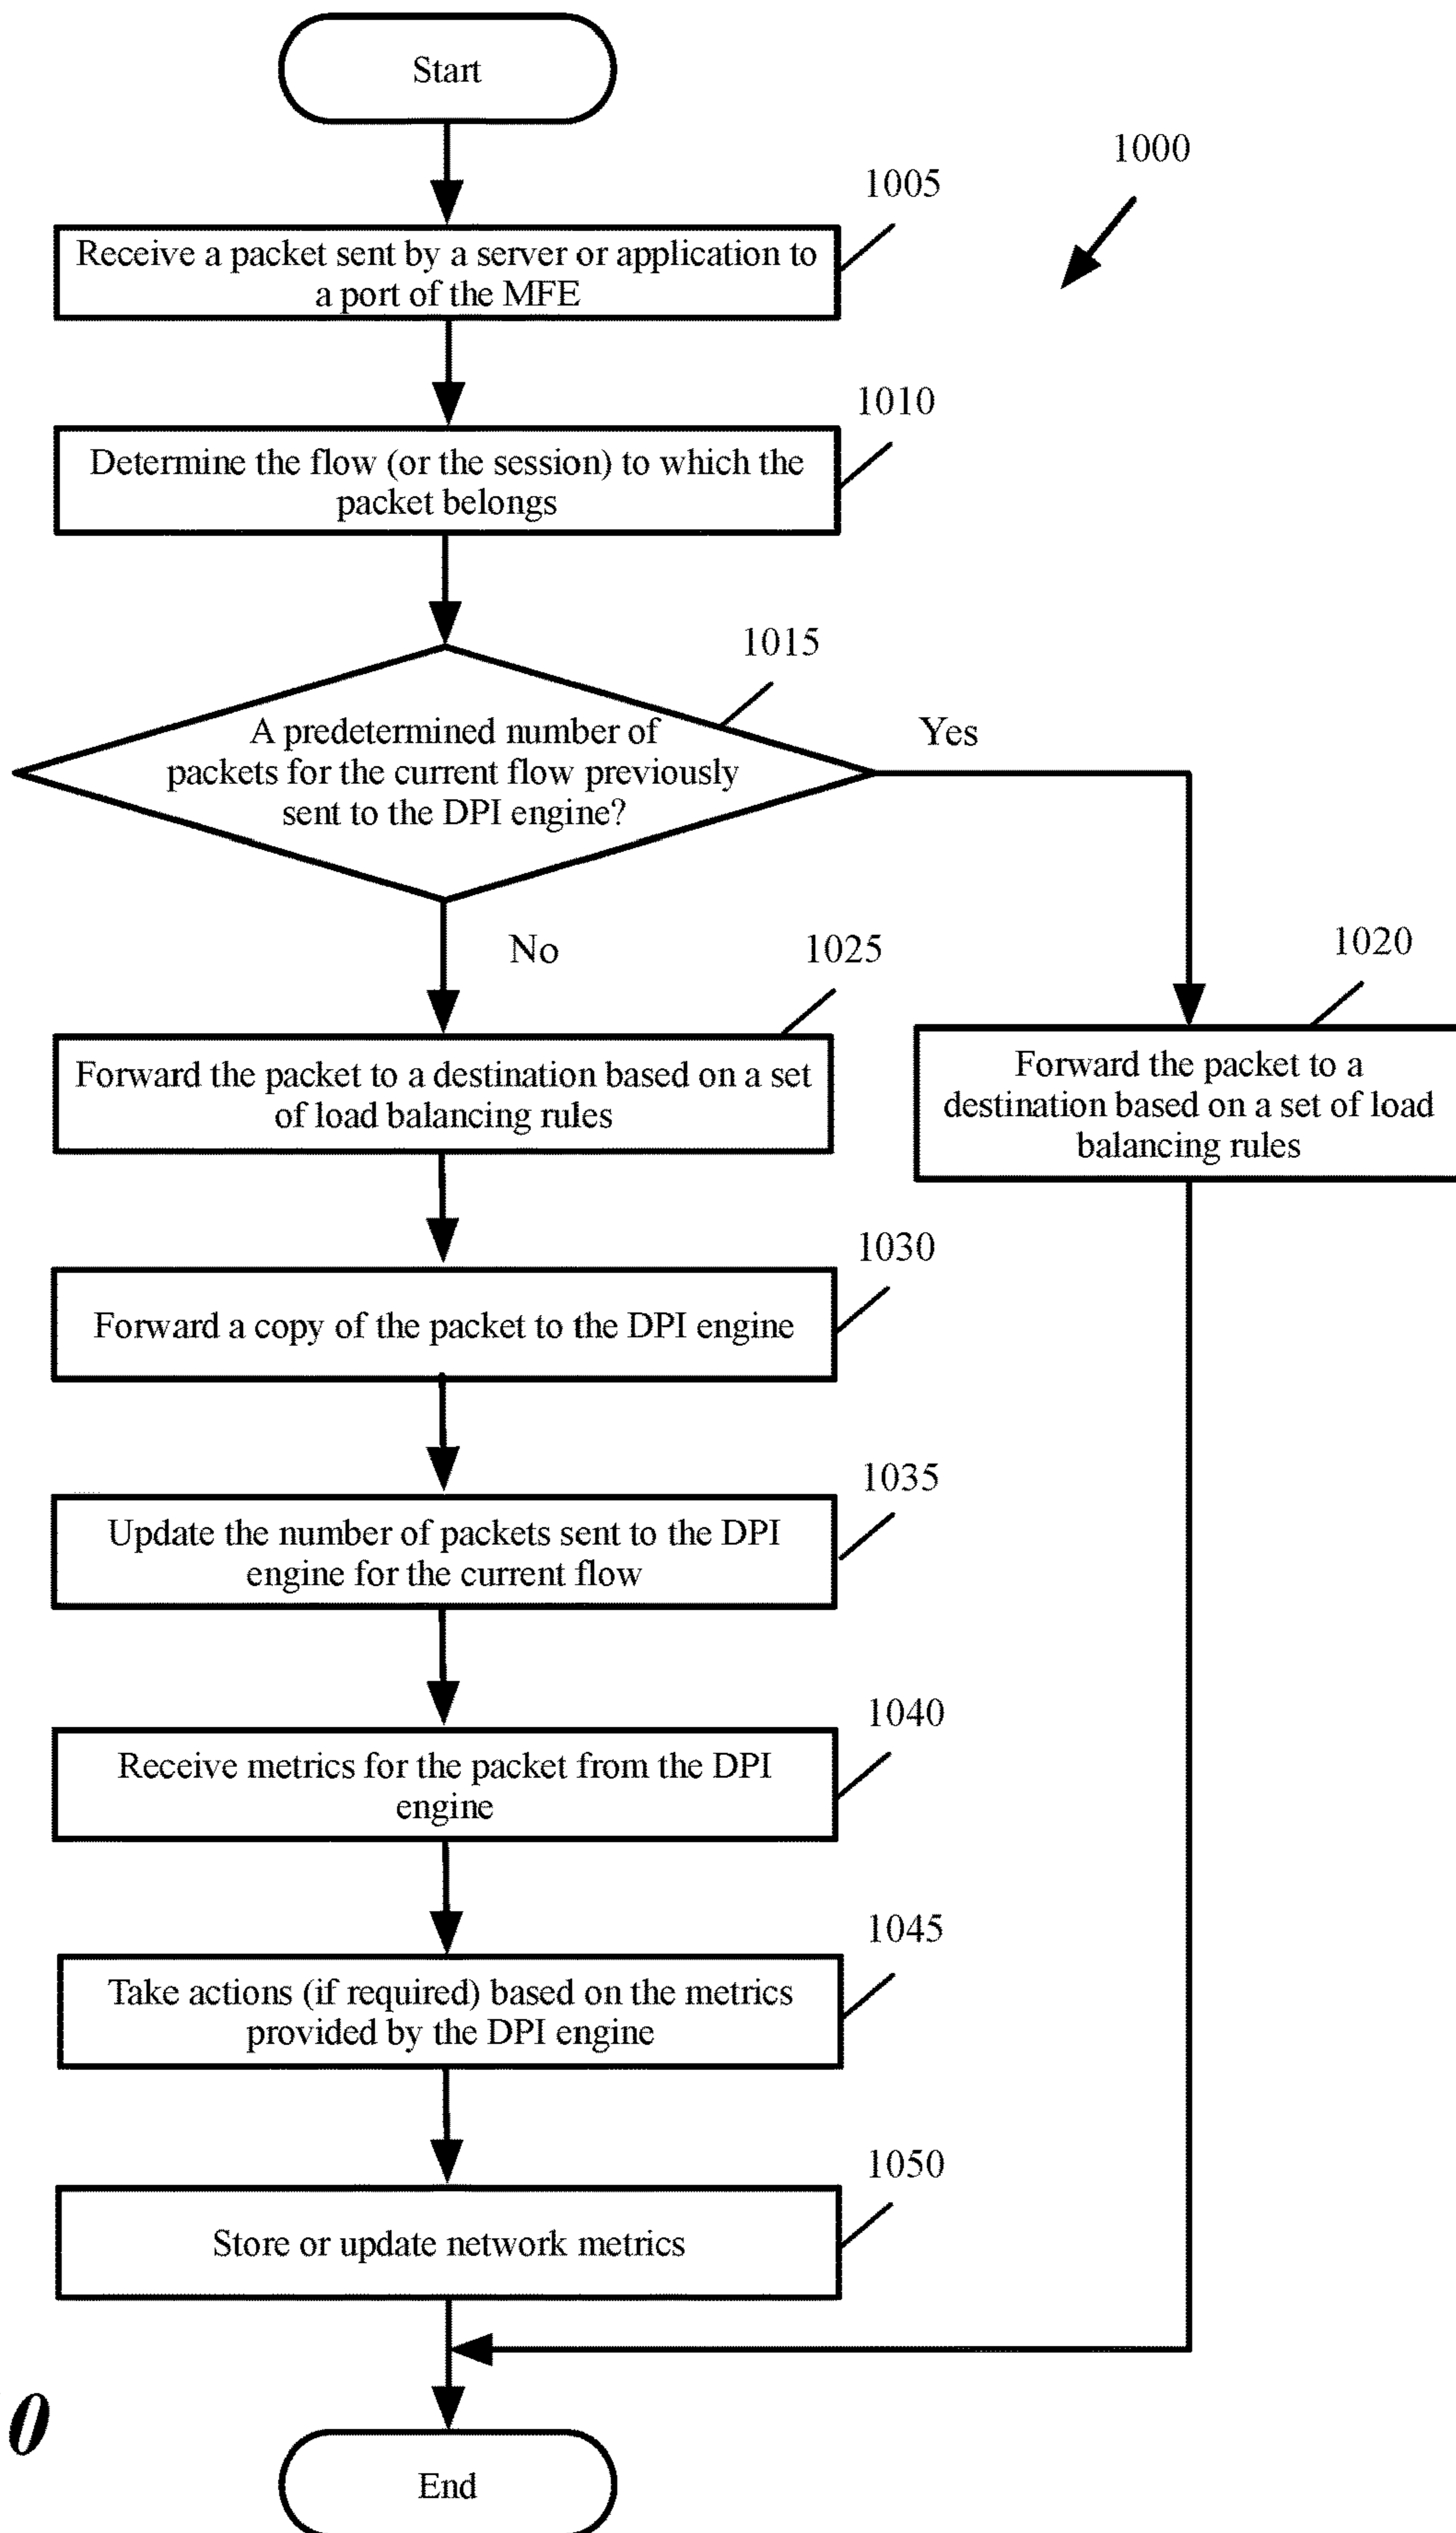 Start
1000
1005
Receive a packet sent by a server or application to
a port of the MFE
1010
Determine the flow (or the session) to which the
packet belongs
1015
A predetermined number of
packets for the current flow previously
sent to the DPI engine?
Yes
No
1025
1020
Forward the packet to a destination based on a set
of load balancing rules
Forward the packet to a
destination based on a set of load
balancing rules
1030
Forward a copy of the packet to the DPI engine
1035
Update the number of packets sent to the DPI
engine for the current flow
1040
Receive metrics for the packet from the DPI
engine
1045
Take actions (if required) based on the metrics
provided by the DPI engine
1050
Store or update network metrics
0
End